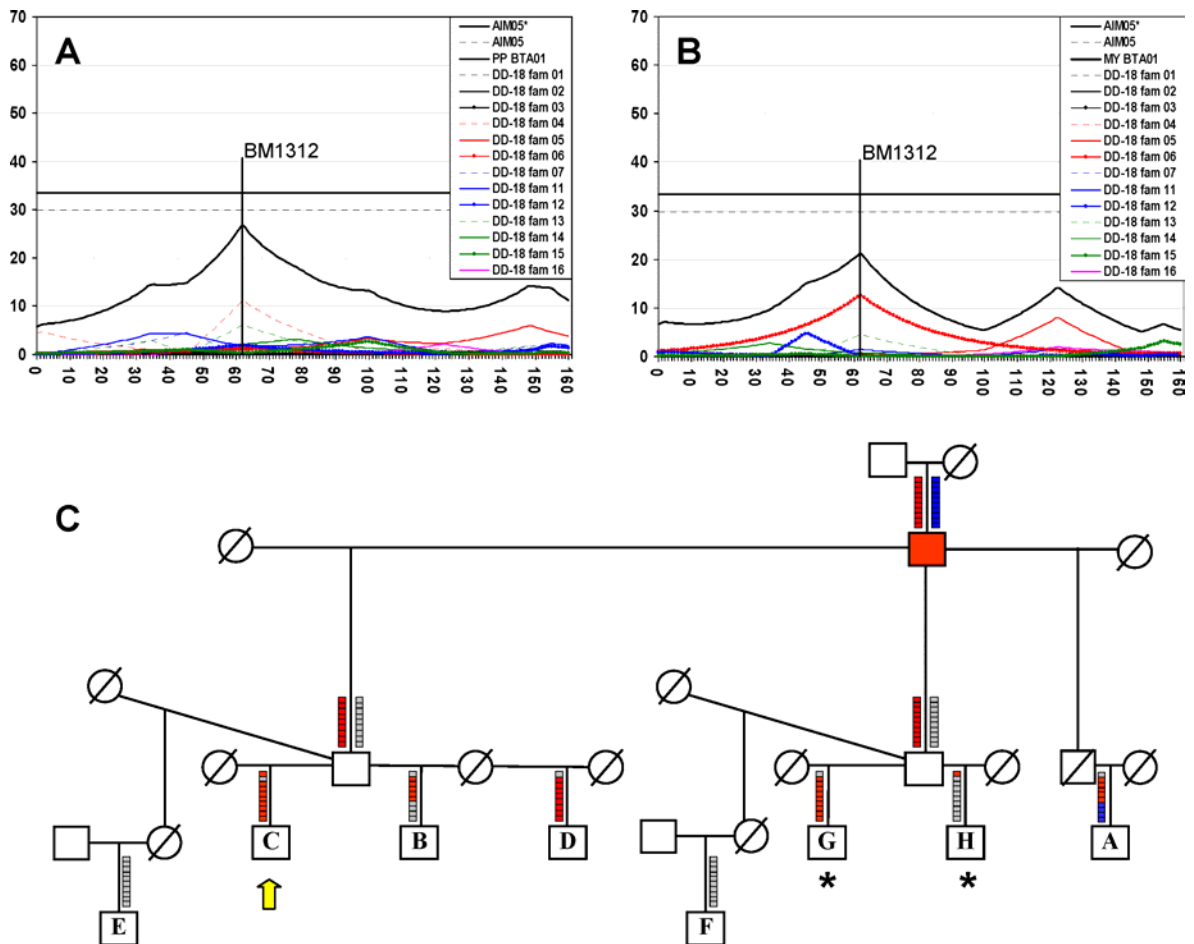 A
70
60
50
40
30
20
10
0
BM1312
AIM05*
AIM05
PP BTA01
DD-18 fam 01
DD-18 fam 02
DD-18 fam 03
DD-18 fam 04
DD-18 fam 05
DD-18 fam 06
DD-18 fam 07
DD-18 fam 11
DD-18 fam 12
DD-18 fam 13
DD-18 fam 14
DD-18 fam 15
DD-18 fam 16
0 10 20 30 40 50 60 70 80 90 100 110 120 130 140 150 160
B
70
60
50
40
30
20
10
0
BM1312
AIM05*
AIM05
MY BTA01
DD-18 fam 01
DD-18 fam 02
DD-18 fam 03
DD-18 fam 04
DD-18 fam 05
DD-18 fam 06
DD-18 fam 07
DD-18 fam 11
DD-18 fam 12
DD-18 fam 13
DD-18 fam 14
DD-18 fam 15
DD-18 fam 16
0 10 20 30 40 50 60 70 80 90 100 110 120 130 140 150 160
C
C B D G H A
* *
E F